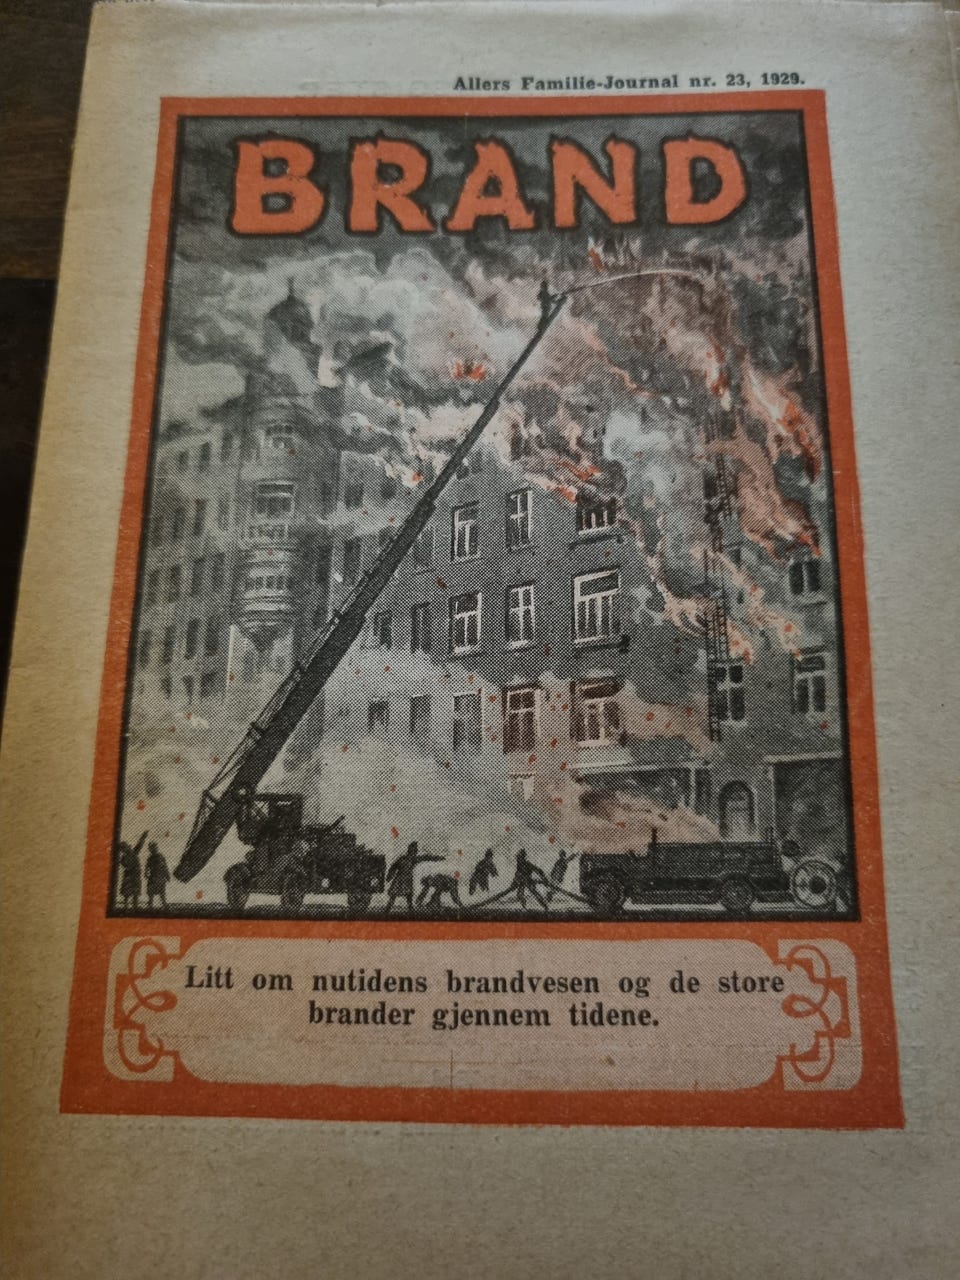 Allers Familie-Journal nr. 23, 1929.
BRAND
Litt om nutidens brandvesen og de store
brander gjennem tidene.